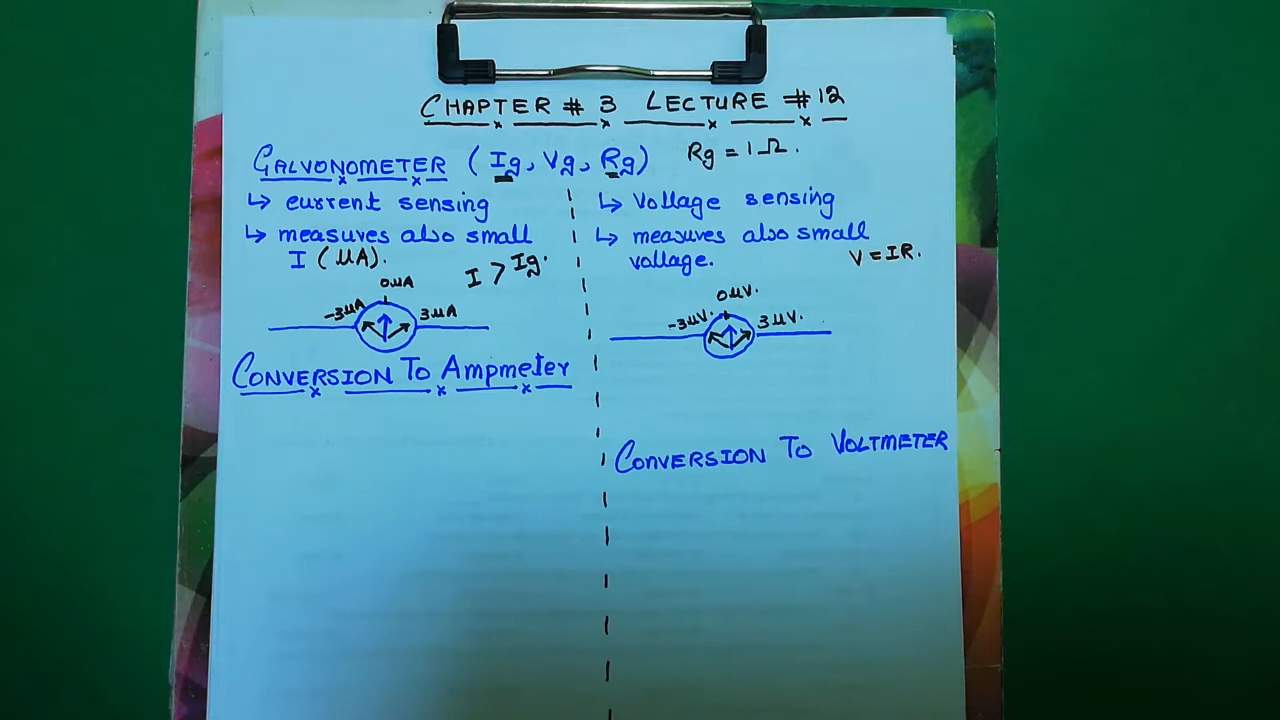 CHAPTER # 3 LECTURE # 12
GALVONOMETER (Ig, Vg, Rg) Rg = 1 Ω.
↳ current sensing
↳ measures also small
I (μA).
I > Ig.
0μA
-3μA
3μA
CONVERSION TO Ampmeter
↳ Voltage sensing
↳ measures also small
voltage.
V = IR.
0μV.
-3μV.
3μV.
CONVERSION TO VOLTMETER